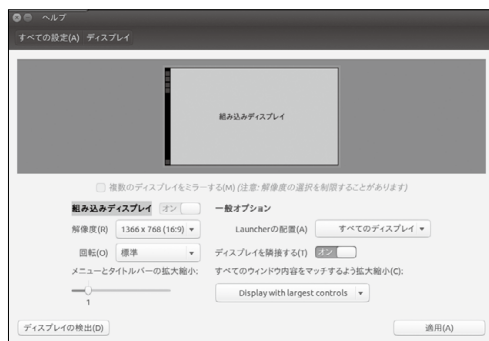 ヘルプ
すべての設定(A) ディスプレイ
組み込みディスプレイ
複数のディスプレイをミラーする(M) (注意: 解像度の選択を制限することがあります)
組み込みディスプレイ オン
一般オプション
解像度(R) 1366 x 768 (16:9)
Launcherの配置(A) すべてのディスプレイ
回転(O) 標準
ディスプレイを隣接する(T) オン
メニューとタイトルバーの拡大縮小:
すべてのウィンドウ内容をマッチするよう拡大縮小(C):
1
Display with largest controls
ディスプレイの検出(D)
適用(A)